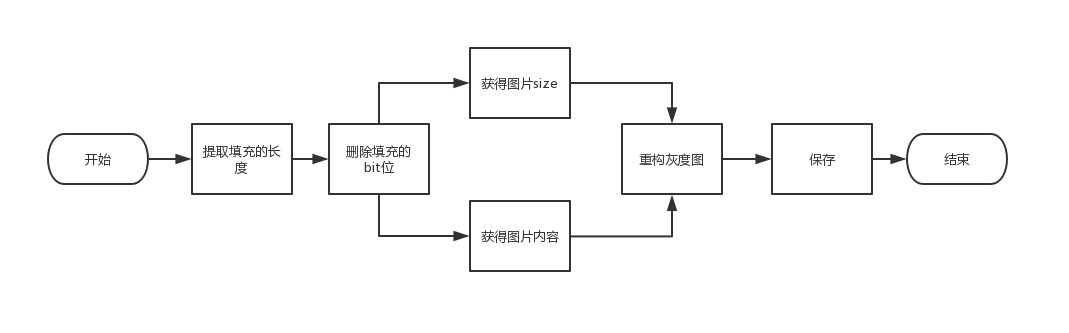 开始
提取填充的长
度
删除填充的
bit位
获得图片size
获得图片内容
重构灰度图
保存
结束